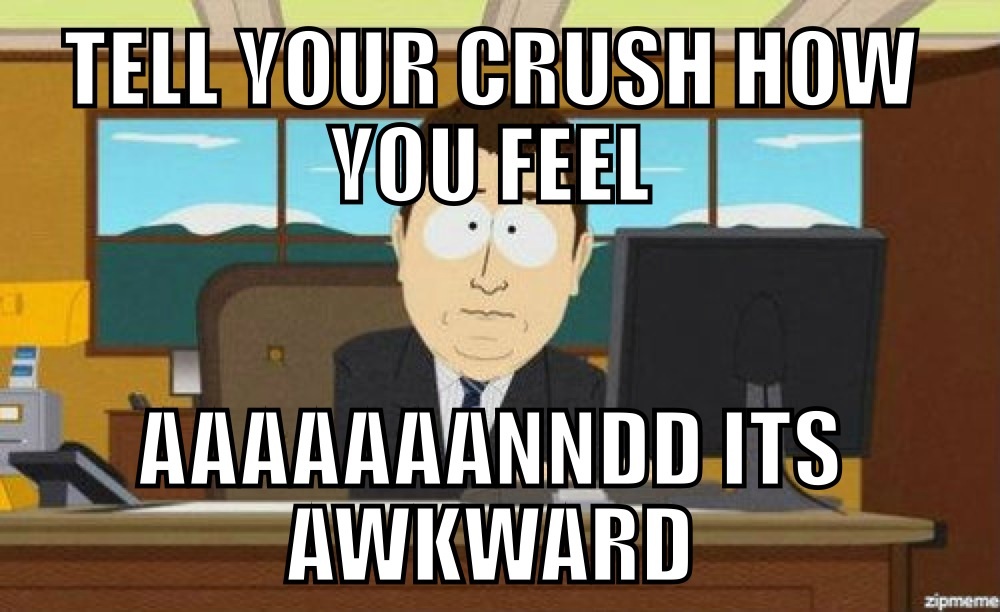 TELL YOUR CRUSH HOW
YOU FEEL
AAAAAAANNDD ITS
AWKWARD
zipmeme